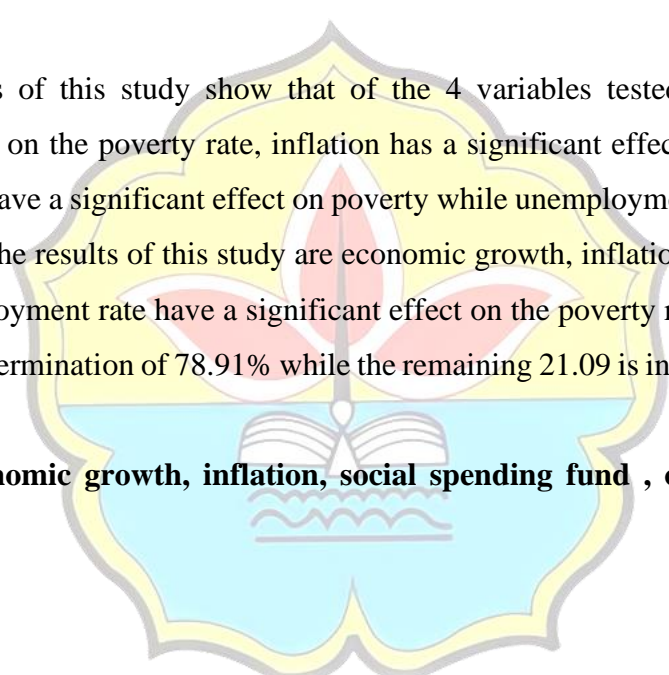 of this study show that of the 4 variables tested
on the poverty rate, inflation has a significant effec
have a significant effect on poverty while unemployme
he results of this study are economic growth, inflatio
oyment rate have a significant effect on the poverty
ermination of 78.91% while the remaining 21.09 is in
nomic growth, inflation, social spending fund ,